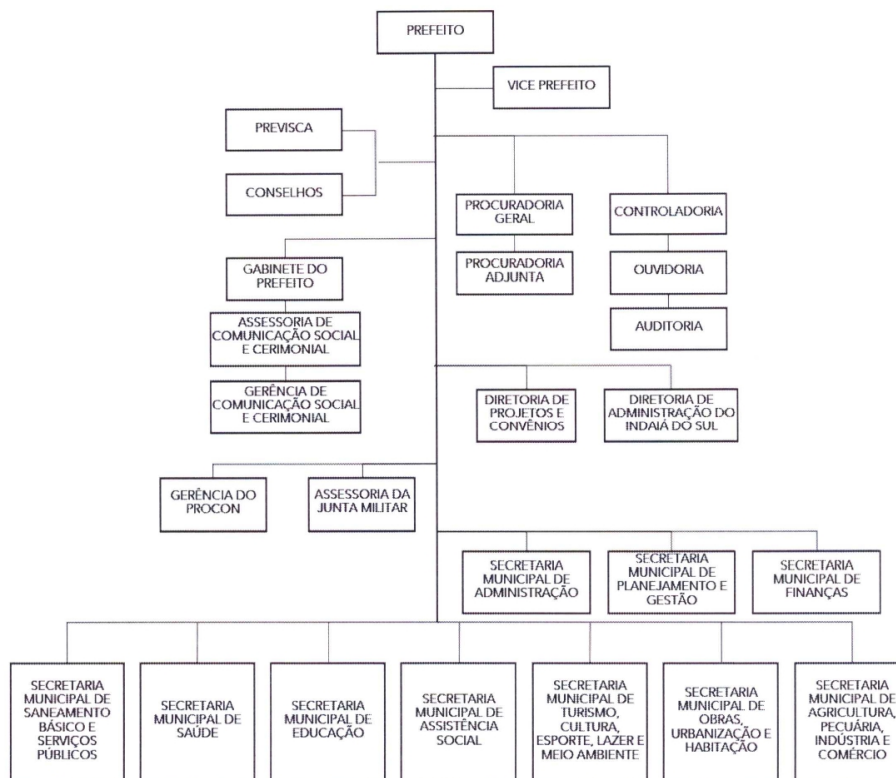 PREFEITO
VICE PREFEITO
PREVISCA
CONSELHOS
PROCURADORIA
GERAL
CONTROLADORIA
GABINETE DO
PREFEITO
PROCURADORIA
ADJUNTA
OUVIDORIA
ASSESSORIA DE
COMUNICAÇÃO SOCIAL
E CERIMONIAL
AUDITORIA
GERÊNCIA DE
COMUNICAÇÃO SOCIAL
E CERIMONIAL
DIRETORIA DE
PROJETOS E
CONVÊNIOS
DIRETORIA DE
ADMINISTRAÇÃO DO
INDAIÁ DO SUL
GERÊNCIA DO
PROCON
ASSESSORIA DA
JUNTA MILITAR
SECRETARIA
MUNICIPAL DE
ADMINISTRAÇÃO
SECRETARIA
MUNICIPAL DE
PLANEJAMENTO E
GESTÃO
SECRETARIA
MUNICIPAL DE
FINANÇAS
SECRETARIA
MUNICIPAL DE
SANEAMENTO
BÁSICO E
SERVIÇOS
PÚBLICOS
SECRETARIA
MUNICIPAL DE
SAÚDE
SECRETARIA
MUNICIPAL DE
EDUCAÇÃO
SECRETARIA
MUNICIPAL DE
ASSISTÊNCIA
SOCIAL
SECRETARIA
MUNICIPAL DE
TURISMO,
CULTURA,
ESPORTE, LAZER E
MEIO AMBIENTE
SECRETARIA
MUNICIPAL DE
OBRAS,
URBANIZAÇÃO E
HABITAÇÃO
SECRETARIA
MUNICIPAL DE
AGRICULTURA,
PECUÁRIA,
INDÚSTRIA E
COMÉRCIO